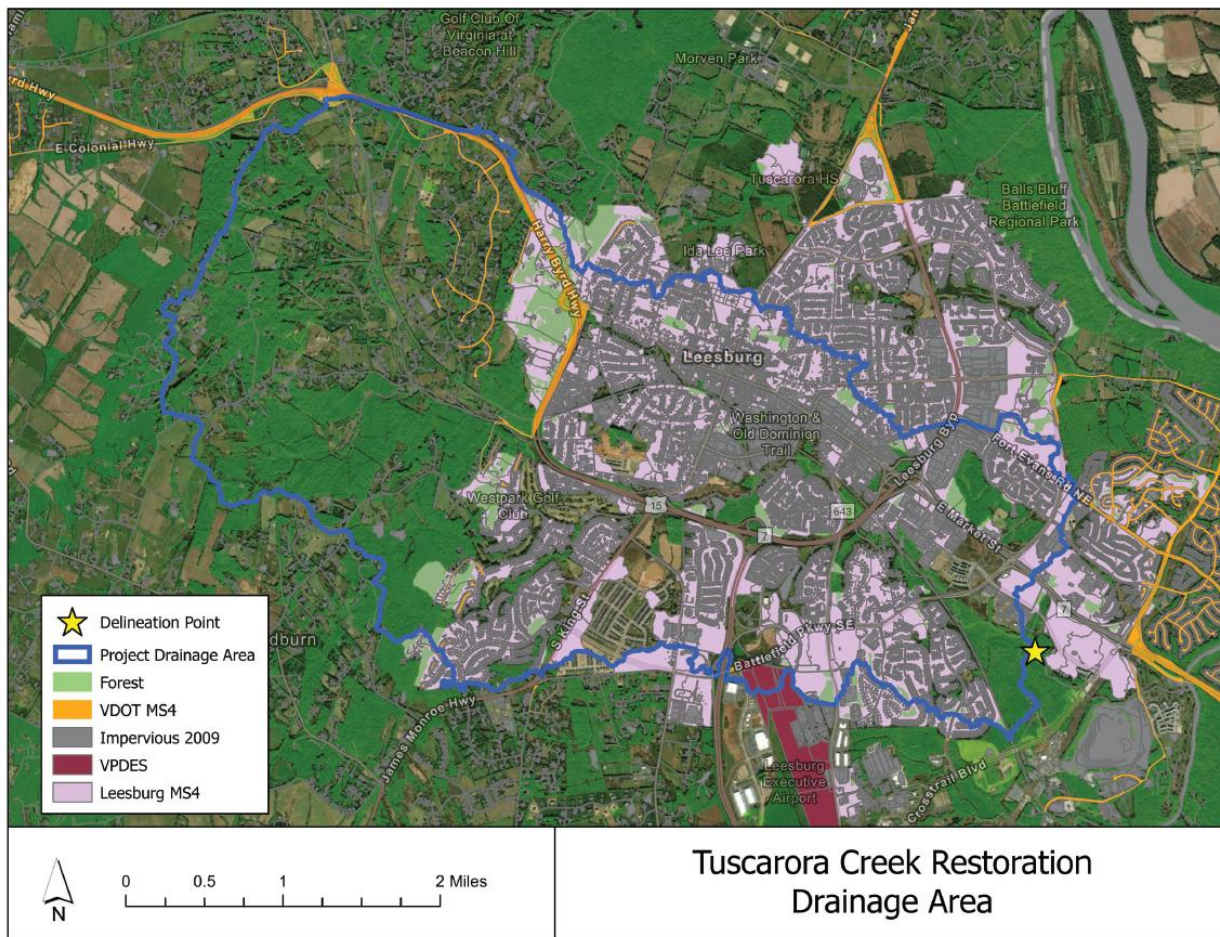 Golf Club Of
Virginia at
Beacon Hill
Morven Park
Byrd Hwy
E Colonial Hwy
Tuscarora HS
Balls Bluff
Battlefield
Regional Park
Harry Byrd Hwy
Ida Lee Park
Leesburg
Washington &
Old Dominion
Trail
Leesburg Byp
Fort Evans Rd NE
Westpark Golf
Club
15
643
7
E Market St
S King St
7
Battlefield Pkwy SE
James Monroe Hwy
Leesburg
Executive
Airport
Crosstrail Blvd
Delineation Point
Project Drainage Area
Forest
VDOT MS4
Impervious 2009
VPDES
Leesburg MS4
N
0 0.5 1 2 Miles
Tuscarora Creek Restoration
Drainage Area